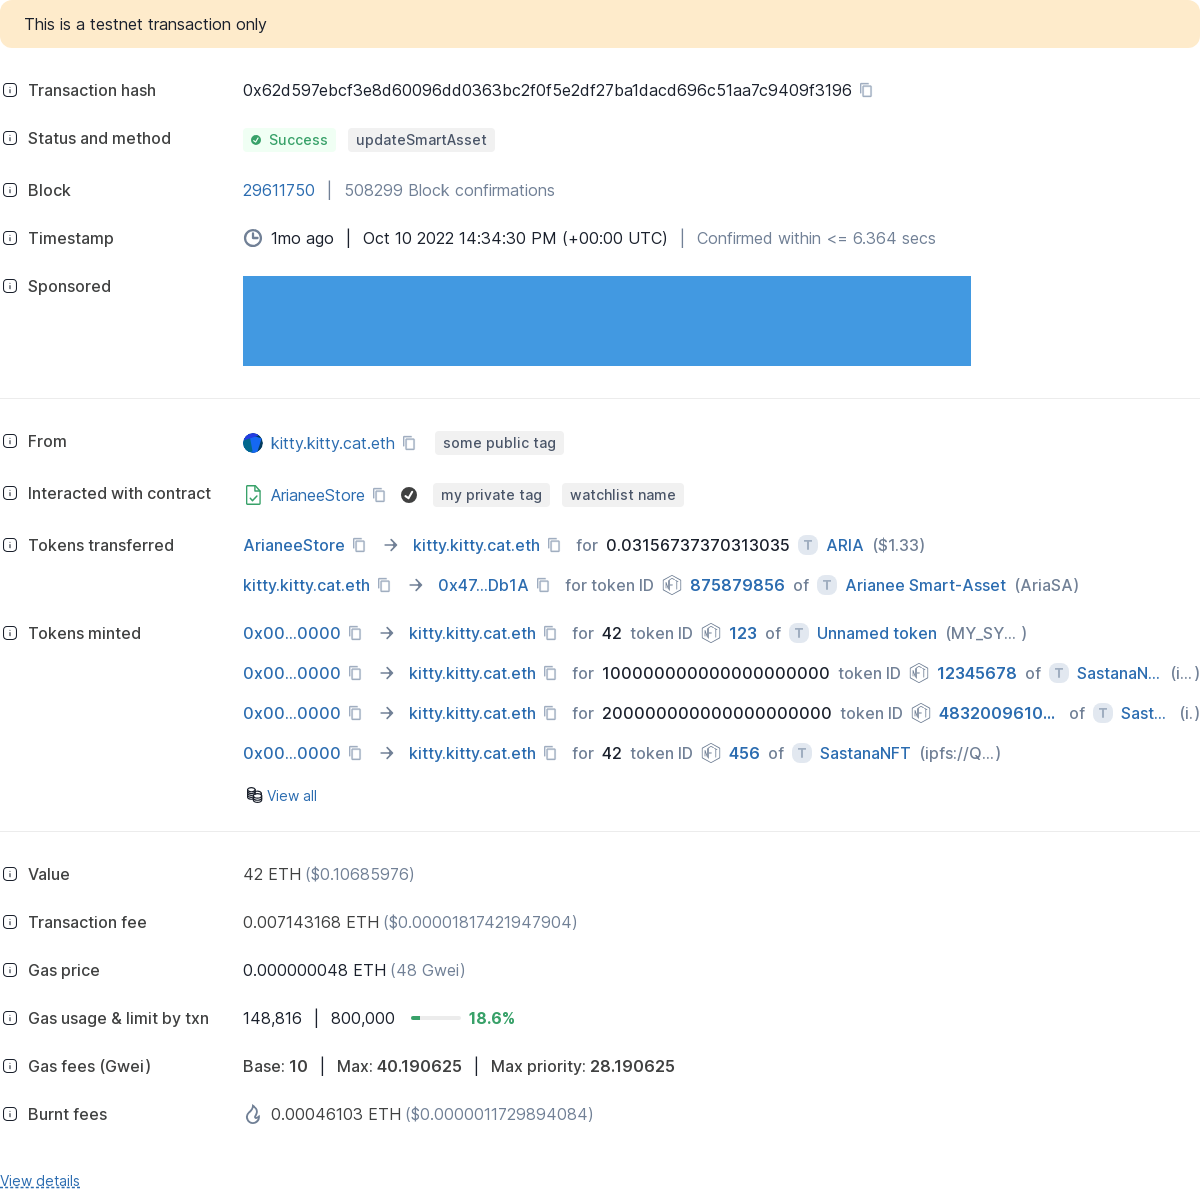 This is a testnet transaction only
Transaction hash 0x62d597ebcf3e8d60096dd0363bc2f0f5e2df27ba1dacd696c51aa7c9409f3196
Status and method Success updateSmartAsset
Block 29611750 | 508299 Block confirmations
Timestamp 1mo ago | Oct 10 2022 14:34:30 PM (+00:00 UTC) | Confirmed within <= 6.364 secs
Sponsored
From kitty.kitty.cat.eth some public tag
Interacted with contract ArianeeStore my private tag watchlist name
Tokens transferred ArianeeStore → kitty.kitty.cat.eth for 0.03156737370313035 T ARIA ($1.33)
kitty.kitty.cat.eth → 0x47...Db1A for token ID NFT 875879856 of T Arianee Smart-Asset (AriaSA)
Tokens minted 0x00...0000 → kitty.kitty.cat.eth for 42 token ID NFT 123 of T Unnamed token (MY_SY... )
0x00...0000 → kitty.kitty.cat.eth for 100000000000000000000 token ID NFT 12345678 of T SastanaN... (i...)
0x00...0000 → kitty.kitty.cat.eth for 200000000000000000000 token ID NFT 4832009610... of T Sast... (i.)
0x00...0000 → kitty.kitty.cat.eth for 42 token ID NFT 456 of T SastanaNFT (ipfs://Q...)
View all
Value 42 ETH ($0.10685976)
Transaction fee 0.007143168 ETH ($0.00001817421947904)
Gas price 0.000000048 ETH (48 Gwei)
Gas usage & limit by txn 148,816 | 800,000 18.6%
Gas fees (Gwei) Base: 10 | Max: 40.190625 | Max priority: 28.190625
Burnt fees 0.00046103 ETH ($0.0000011729894084)
View details